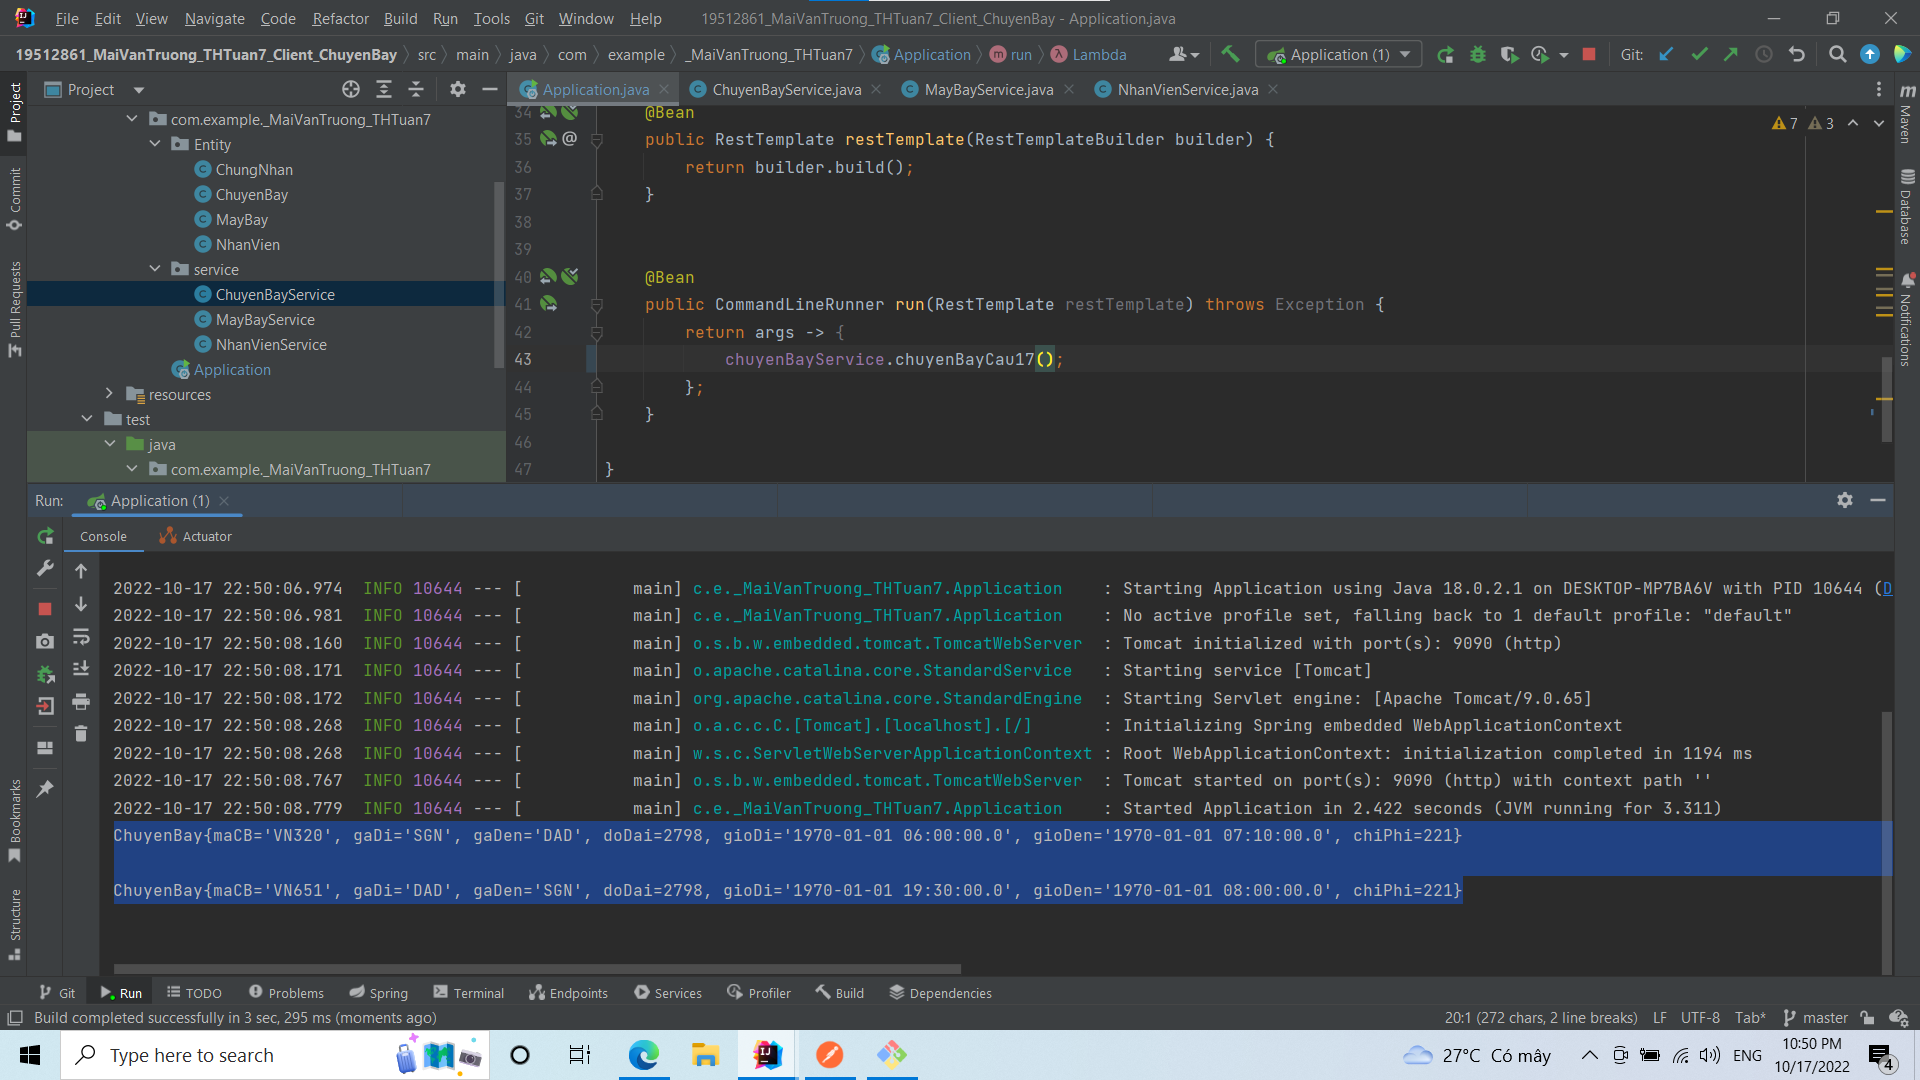 File Edit View Navigate Code Refactor Build Run Tools Git Window Help 19512861_MaiVanTruong_THTuan7_Client_ChuyenBay - Application.java
19512861_MaiVanTruong_THTuan7_Client_ChuyenBay src main java com example _MaiVanTruong_THTuan7 Application run Lambda Application (1) Git:
Project
Application.java ChuyenBayService.java MayBayService.java NhanVienService.java
com.example._MaiVanTruong_THTuan7
Entity
ChungNhan
ChuyenBay
MayBay
NhanVien
service
ChuyenBayService
MayBayService
NhanVienService
Application
resources
test
java
com.example._MaiVanTruong_THTuan7
7 3
34 @Bean
35 public RestTemplate restTemplate(RestTemplateBuilder builder) {
36 return builder.build();
37 }
38
39
40 @Bean
41 public CommandLineRunner run(RestTemplate restTemplate) throws Exception {
42 return args -> {
43 chuyenBayService.chuyenBayCau17();
44 };
45 }
46
47 }
Project
Commit
Pull Requests
Bookmarks
Structure
Maven
Database
Notifications
Run: Application (1)
Console Actuator
2022-10-17 22:50:06.974 INFO 10644 --- [ main] c.e._MaiVanTruong_THTuan7.Application : Starting Application using Java 18.0.2.1 on DESKTOP-MP7BA6V with PID 10644 (D
2022-10-17 22:50:06.981 INFO 10644 --- [ main] c.e._MaiVanTruong_THTuan7.Application : No active profile set, falling back to 1 default profile: "default"
2022-10-17 22:50:08.160 INFO 10644 --- [ main] o.s.b.w.embedded.tomcat.TomcatWebServer : Tomcat initialized with port(s): 9090 (http)
2022-10-17 22:50:08.171 INFO 10644 --- [ main] o.apache.catalina.core.StandardService : Starting service [Tomcat]
2022-10-17 22:50:08.172 INFO 10644 --- [ main] org.apache.catalina.core.StandardEngine : Starting Servlet engine: [Apache Tomcat/9.0.65]
2022-10-17 22:50:08.268 INFO 10644 --- [ main] o.a.c.c.C.[Tomcat].[localhost].[/] : Initializing Spring embedded WebApplicationContext
2022-10-17 22:50:08.268 INFO 10644 --- [ main] w.s.c.ServletWebServerApplicationContext : Root WebApplicationContext: initialization completed in 1194 ms
2022-10-17 22:50:08.767 INFO 10644 --- [ main] o.s.b.w.embedded.tomcat.TomcatWebServer : Tomcat started on port(s): 9090 (http) with context path ''
2022-10-17 22:50:08.779 INFO 10644 --- [ main] c.e._MaiVanTruong_THTuan7.Application : Started Application in 2.422 seconds (JVM running for 3.311)
ChuyenBay{maCB='VN320', gaDi='SGN', gaDen='DAD', doDai=2798, gioDi='1970-01-01 06:00:00.0', gioDen='1970-01-01 07:10:00.0', chiPhi=221}
ChuyenBay{maCB='VN651', gaDi='DAD', gaDen='SGN', doDai=2798, gioDi='1970-01-01 19:30:00.0', gioDen='1970-01-01 08:00:00.0', chiPhi=221}
Git Run TODO Problems Spring Terminal Endpoints Services Profiler Build Dependencies
Build completed successfully in 3 sec, 295 ms (moments ago) 20:1 (272 chars, 2 line breaks) LF UTF-8 Tab* master
Type here to search 27°C Có mây ENG 10:50 PM
10/17/2022 4